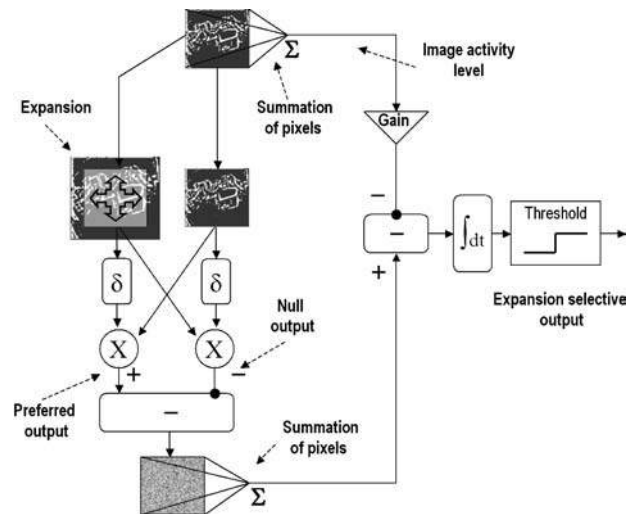 Σ
Image activity
level
Summation
of pixels
Expansion
Gain
−
−
+
∫dt
Threshold
δ
δ
Expansion selective
output
Null
output
X
X
+
−
Preferred
output
−
Summation
of pixels
Σ